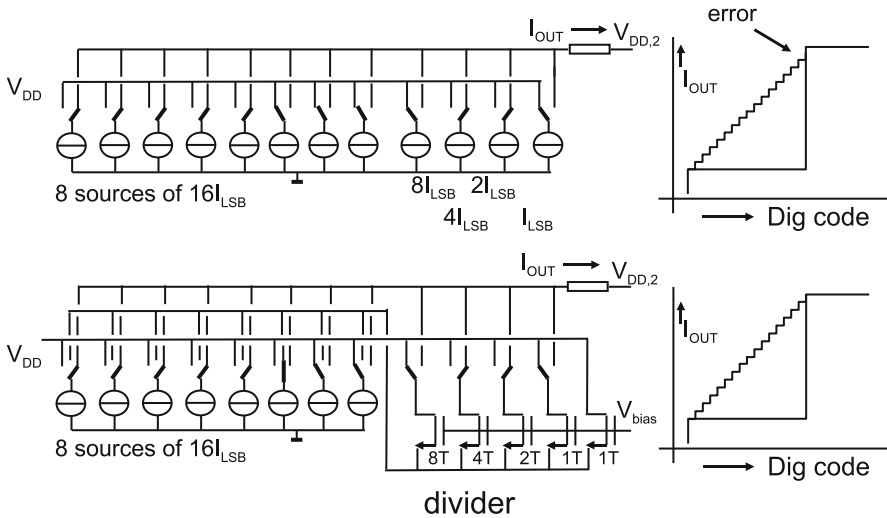 error
I_OUT V_DD,2
I_OUT
V_DD
8 sources of 16I_LSB
8I_LSB 2I_LSB
4I_LSB I_LSB
Dig code
I_OUT V_DD,2
I_OUT
V_DD
V_bias
8T 4T 2T 1T 1T
8 sources of 16I_LSB
Dig code
divider